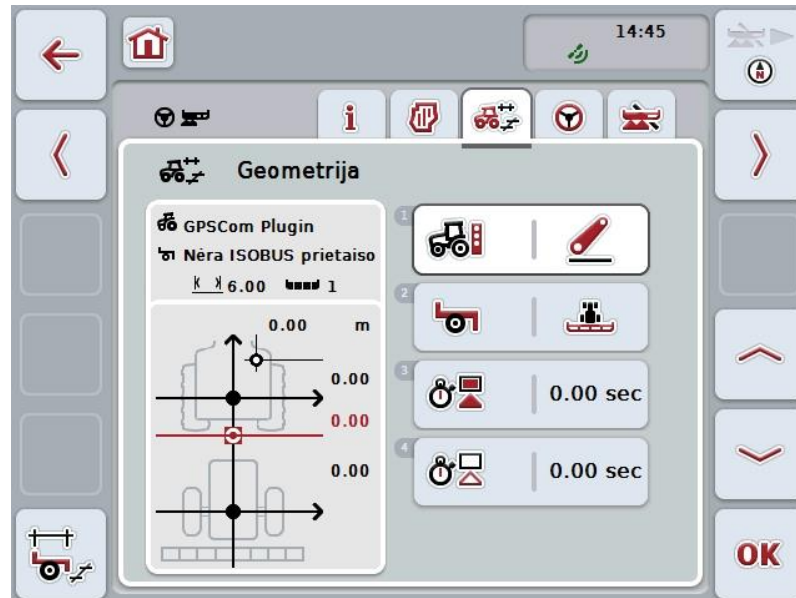 14:45
N
i
Geometrija
GPSCom Plugin
Nėra ISOBUS prietaiso
6.00 1
0.00 m
0.00
0.00
0.00
1
2
3
0.00 sec
4
0.00 sec
OK